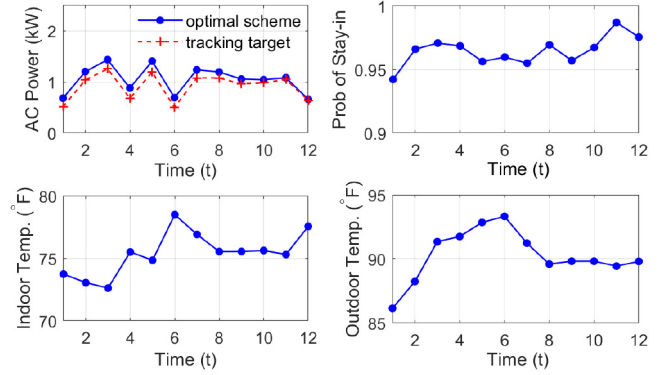 AC Power (kW)
2
1
0
optimal scheme
tracking target
2 4 6 8 10 12
Time (t)
Prob of Stay-in
1
0.95
0.9
2 4 6 8 10 12
Time (t)
Indoor Temp. (°F)
80
75
70
2 4 6 8 10 12
Time (t)
Outdoor Temp. (°F)
95
90
85
2 4 6 8 10 12
Time (t)